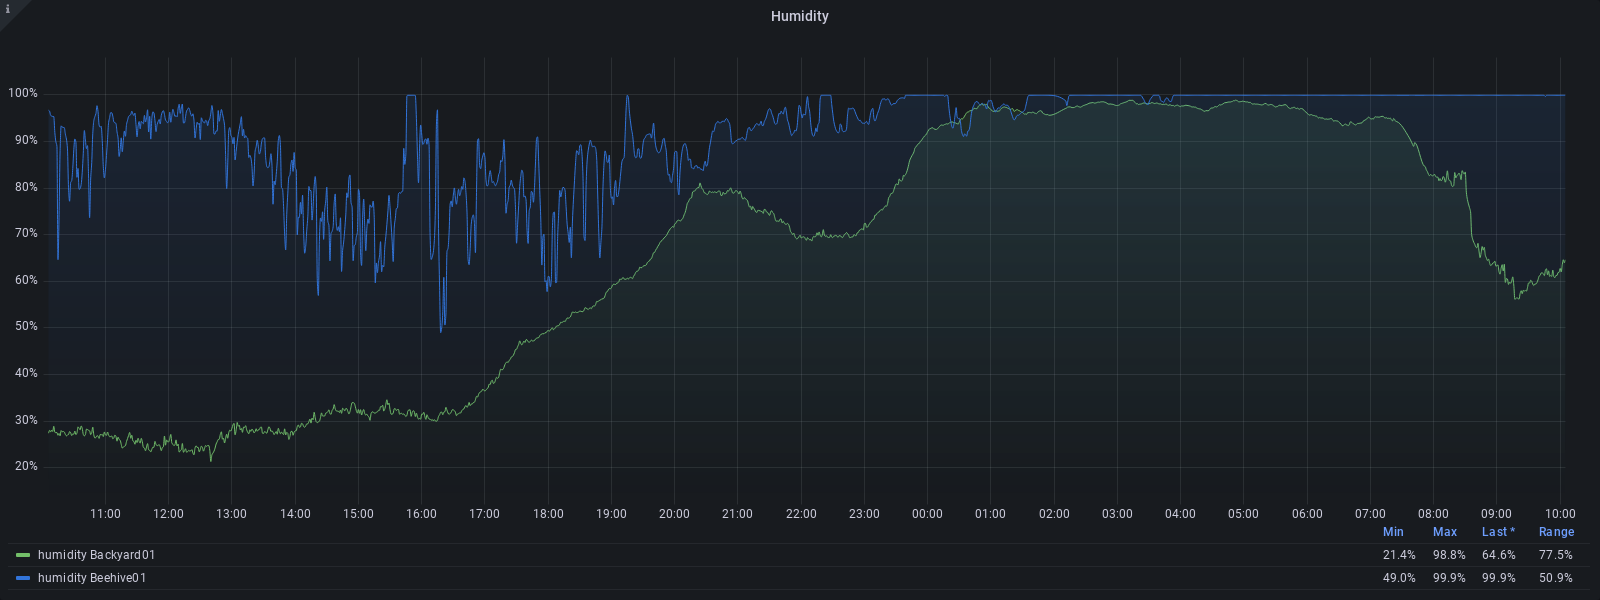 i
Humidity
100%
90%
80%
70%
60%
50%
40%
30%
20%
11:00 12:00 13:00 14:00 15:00 16:00 17:00 18:00 19:00 20:00 21:00 22:00 23:00 00:00 01:00 02:00 03:00 04:00 05:00 06:00 07:00 08:00 09:00 10:00
Min Max Last * Range
humidity Backyard01 21.4% 98.8% 64.6% 77.5%
humidity Beehive01 49.0% 99.9% 99.9% 50.9%